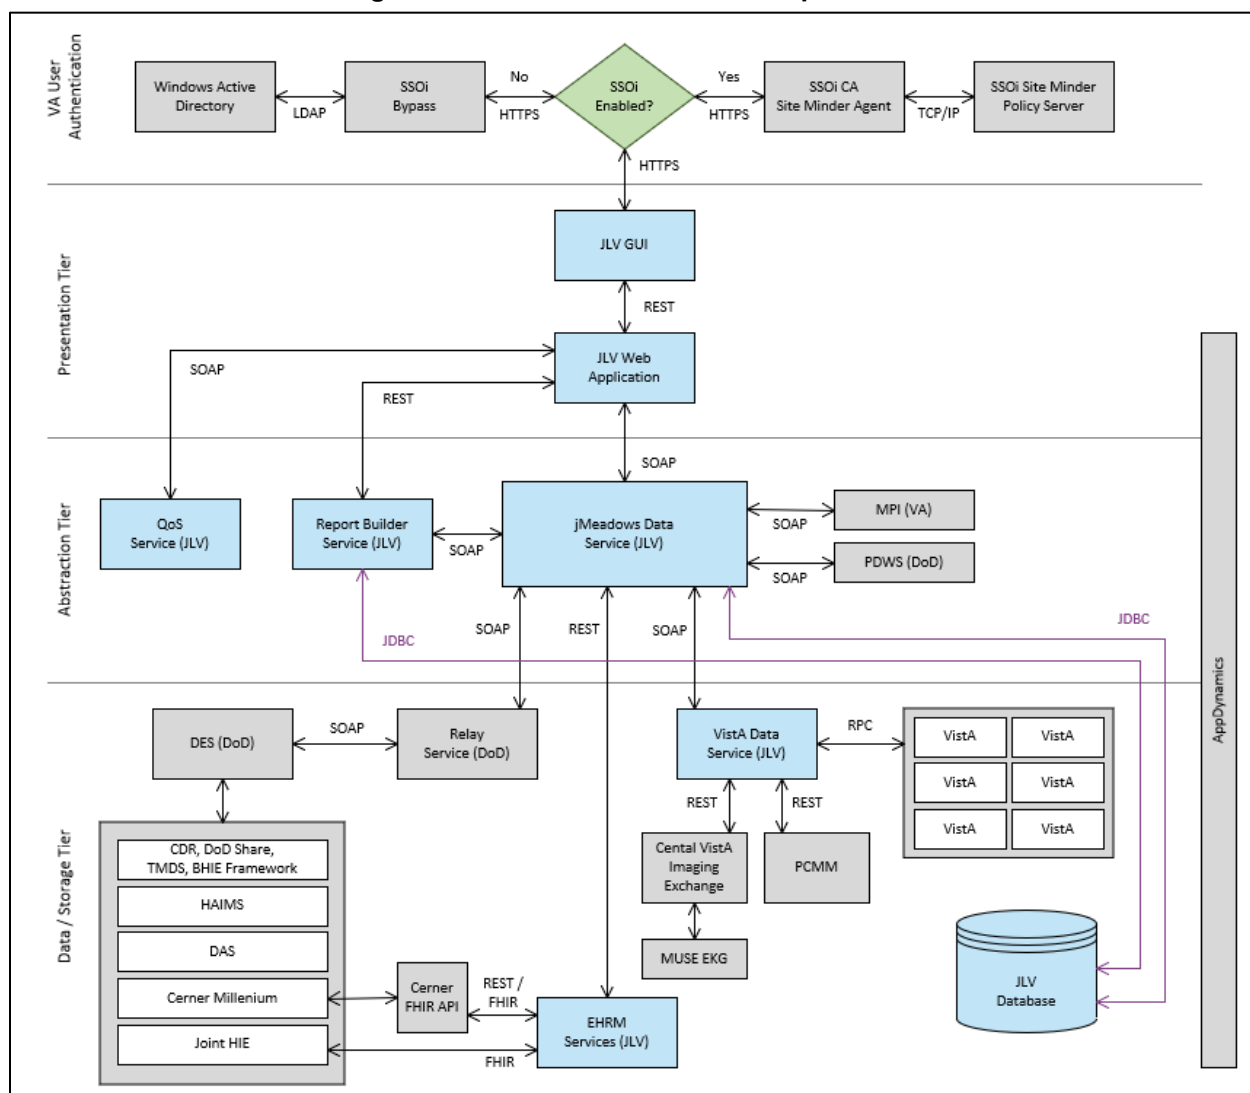 VA User
Authentication
Windows Active
Directory
LDAP
SSOi
Bypass
No
HTTPS
SSOi
Enabled?
Yes
HTTPS
SSOi CA
Site Minder Agent
TCP/IP
SSOi Site Minder
Policy Server
HTTPS
Presentation Tier
JLV GUI
REST
JLV Web
Application
SOAP
REST
SOAP
Abstraction Tier
QoS
Service (JLV)
Report Builder
Service (JLV)
SOAP
jMeadows Data
Service (JLV)
SOAP
MPI (VA)
SOAP
PDWS (DoD)
JDBC
SOAP
REST
SOAP
JDBC
AppDynamics
Data / Storage Tier
DES (DoD)
SOAP
Relay
Service (DoD)
VistA Data
Service (JLV)
RPC
VistA
VistA
VistA
VistA
VistA
VistA
REST
REST
Cental VistA
Imaging
Exchange
PCMM
MUSE EKG
CDR, DoD Share,
TMDS, BHIE Framework
HAIMS
DAS
Cerner Millenium
Joint HIE
Cerner
FHIR API
REST /
FHIR
FHIR
EHRM
Services (JLV)
JLV
Database